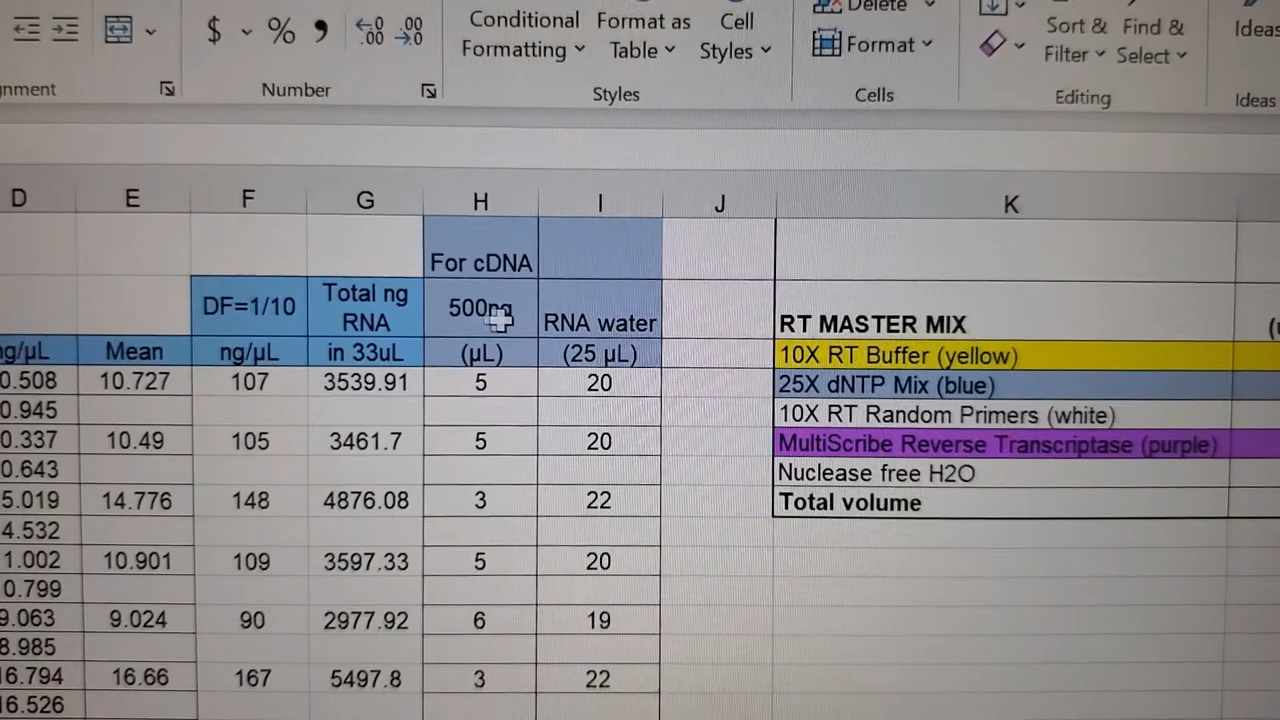 Conditional Format as Cell
Formatting Table Styles
Delete
Format
Sort & Find &
Filter Select
Ideas
Number
Styles
Cells
Editing
Ideas
D E F G H I J K
For cDNA
DF=1/10 Total ng RNA 500ng RNA water RT MASTER MIX
ng/µL Mean ng/µL in 33uL (µL) (25 µL) 10X RT Buffer (yellow)
0.508 10.727 107 3539.91 5 20 25X dNTP Mix (blue)
0.945 10X RT Random Primers (white)
0.337 10.49 105 3461.7 5 20 MultiScribe Reverse Transcriptase (purple)
0.643 Nuclease free H2O
5.019 14.776 148 4876.08 3 22 Total volume
4.532
1.002 10.901 109 3597.33 5 20
0.799
9.063 9.024 90 2977.92 6 19
8.985
16.794 16.66 167 5497.8 3 22
16.526